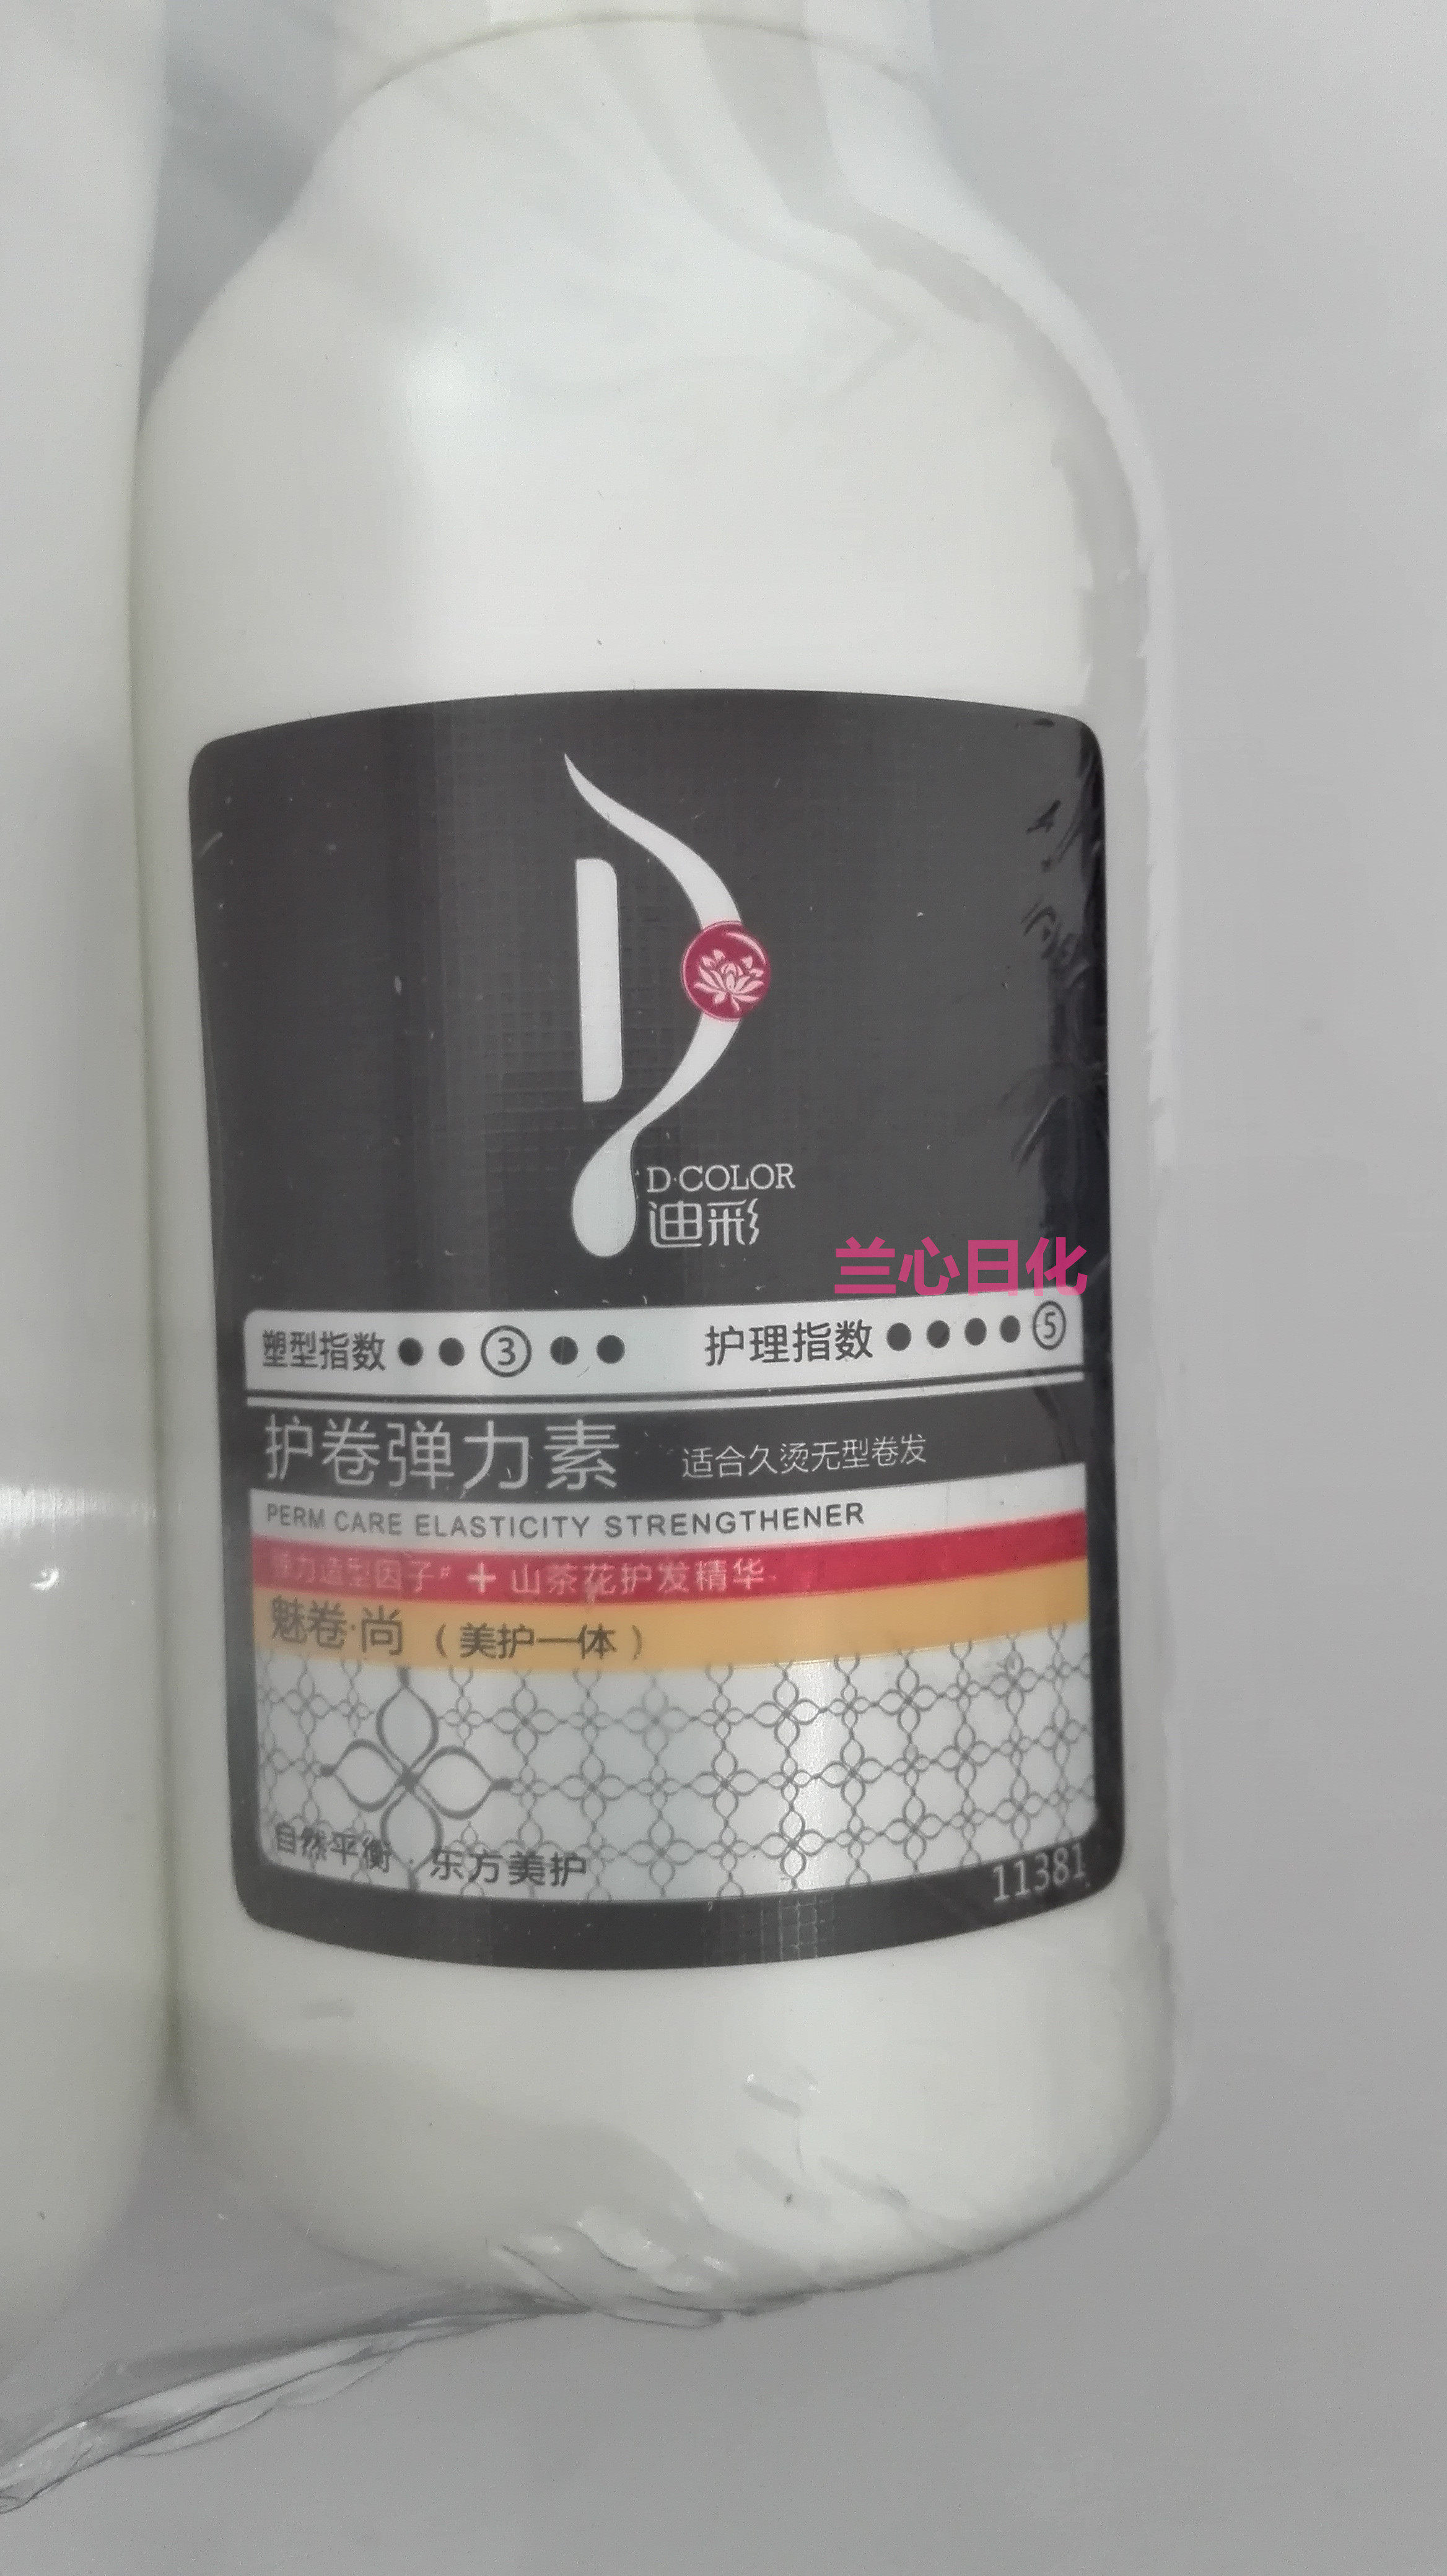 D·COLOR
迪彩
兰心日化
塑型指数 ●●③●● 护理指数 ●●●●⑤
护卷弹力素 适合久烫无型卷发
PERM CARE ELASTICITY STRENGTHENER
弹力造型因子# + 山茶花护发精华
魅卷·尚 (美护一体)
自然平衡·东方美护
11381